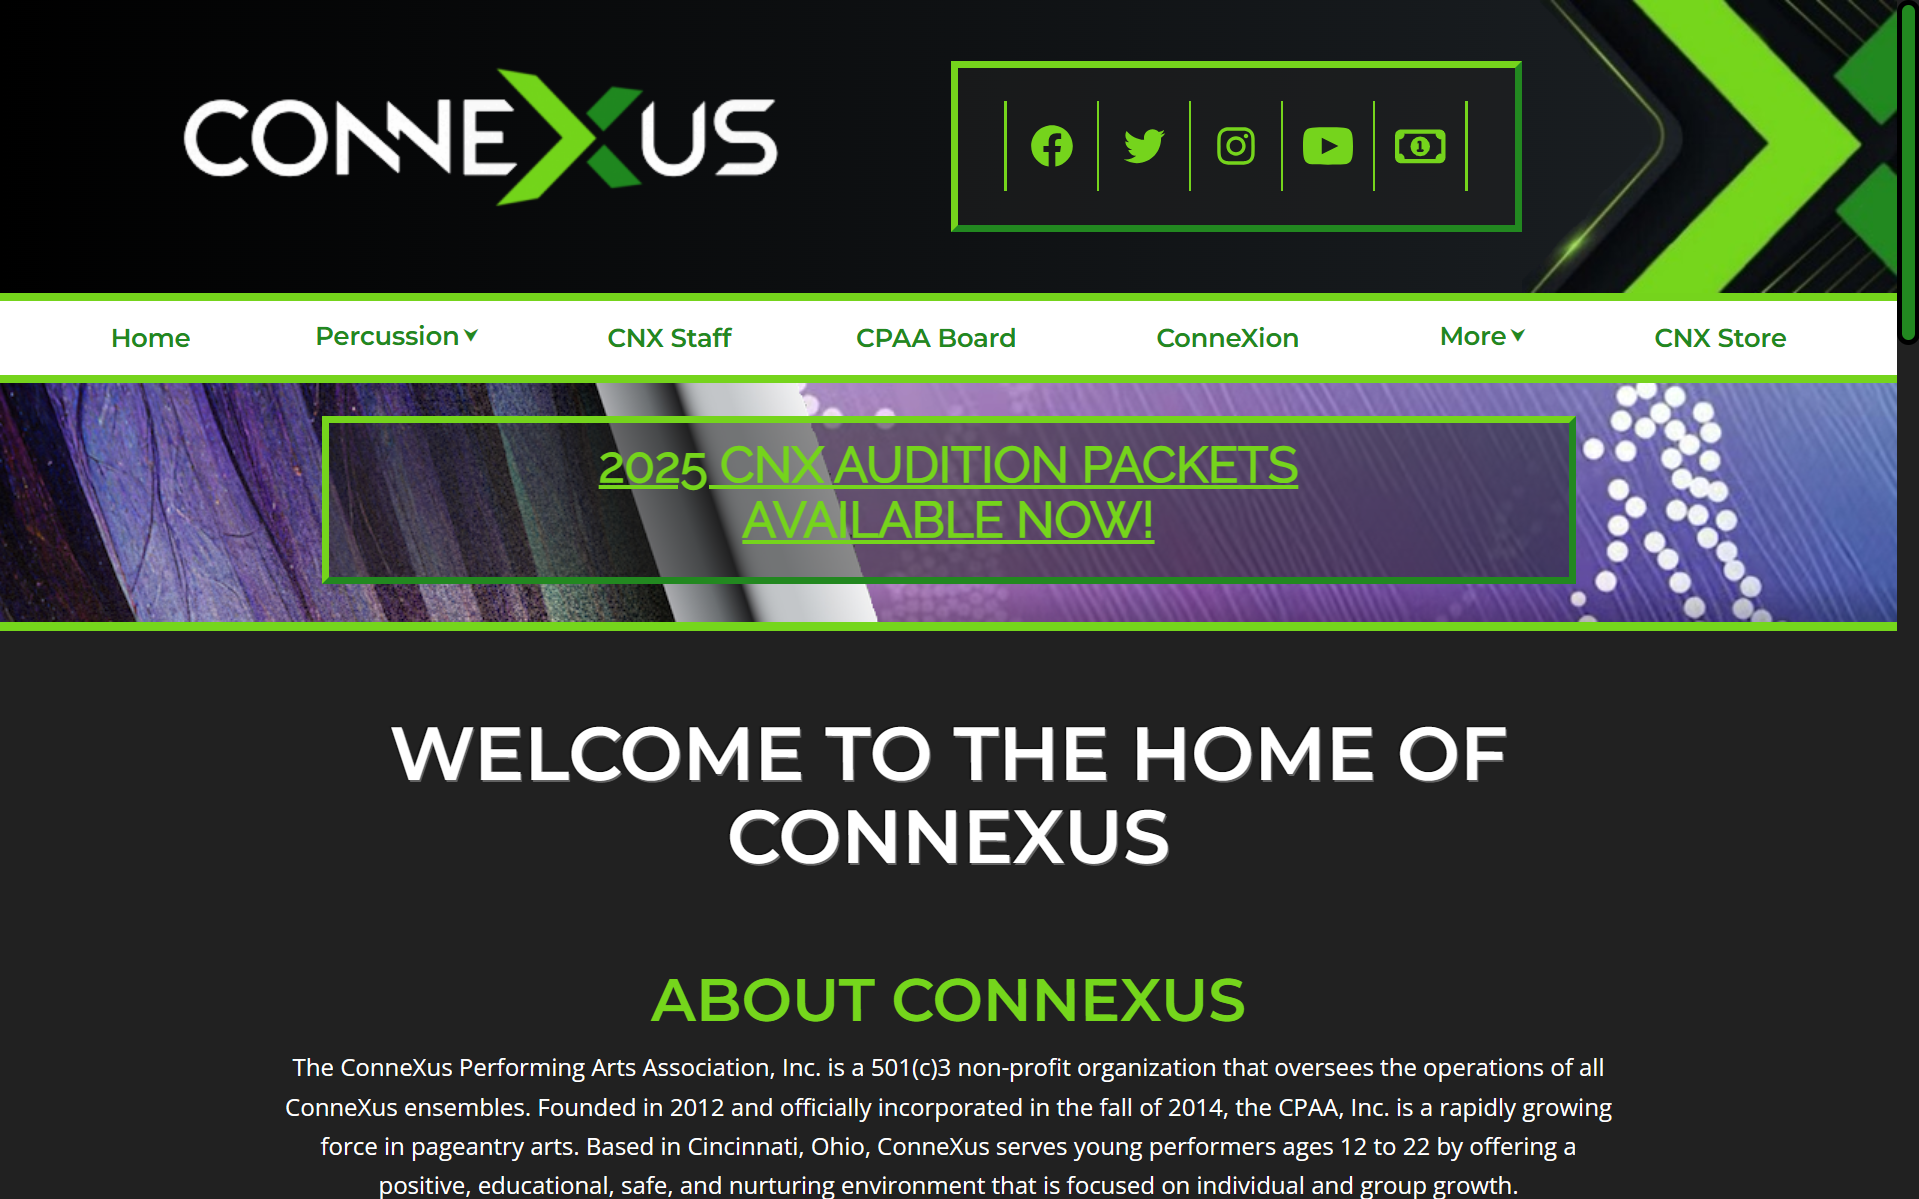 CONNEXUS
Home Percussion CNX Staff CPAA Board ConneXion More CNX Store
2025 CNX AUDITION PACKETS
AVAILABLE NOW!
WELCOME TO THE HOME OF
CONNEXUS
ABOUT CONNEXUS
The ConneXus Performing Arts Association, Inc. is a 501(c)3 non-profit organization that oversees the operations of all
ConneXus ensembles. Founded in 2012 and officially incorporated in the fall of 2014, the CPAA, Inc. is a rapidly growing
force in pageantry arts. Based in Cincinnati, Ohio, ConneXus serves young performers ages 12 to 22 by offering a
positive, educational, safe, and nurturing environment that is focused on individual and group growth.